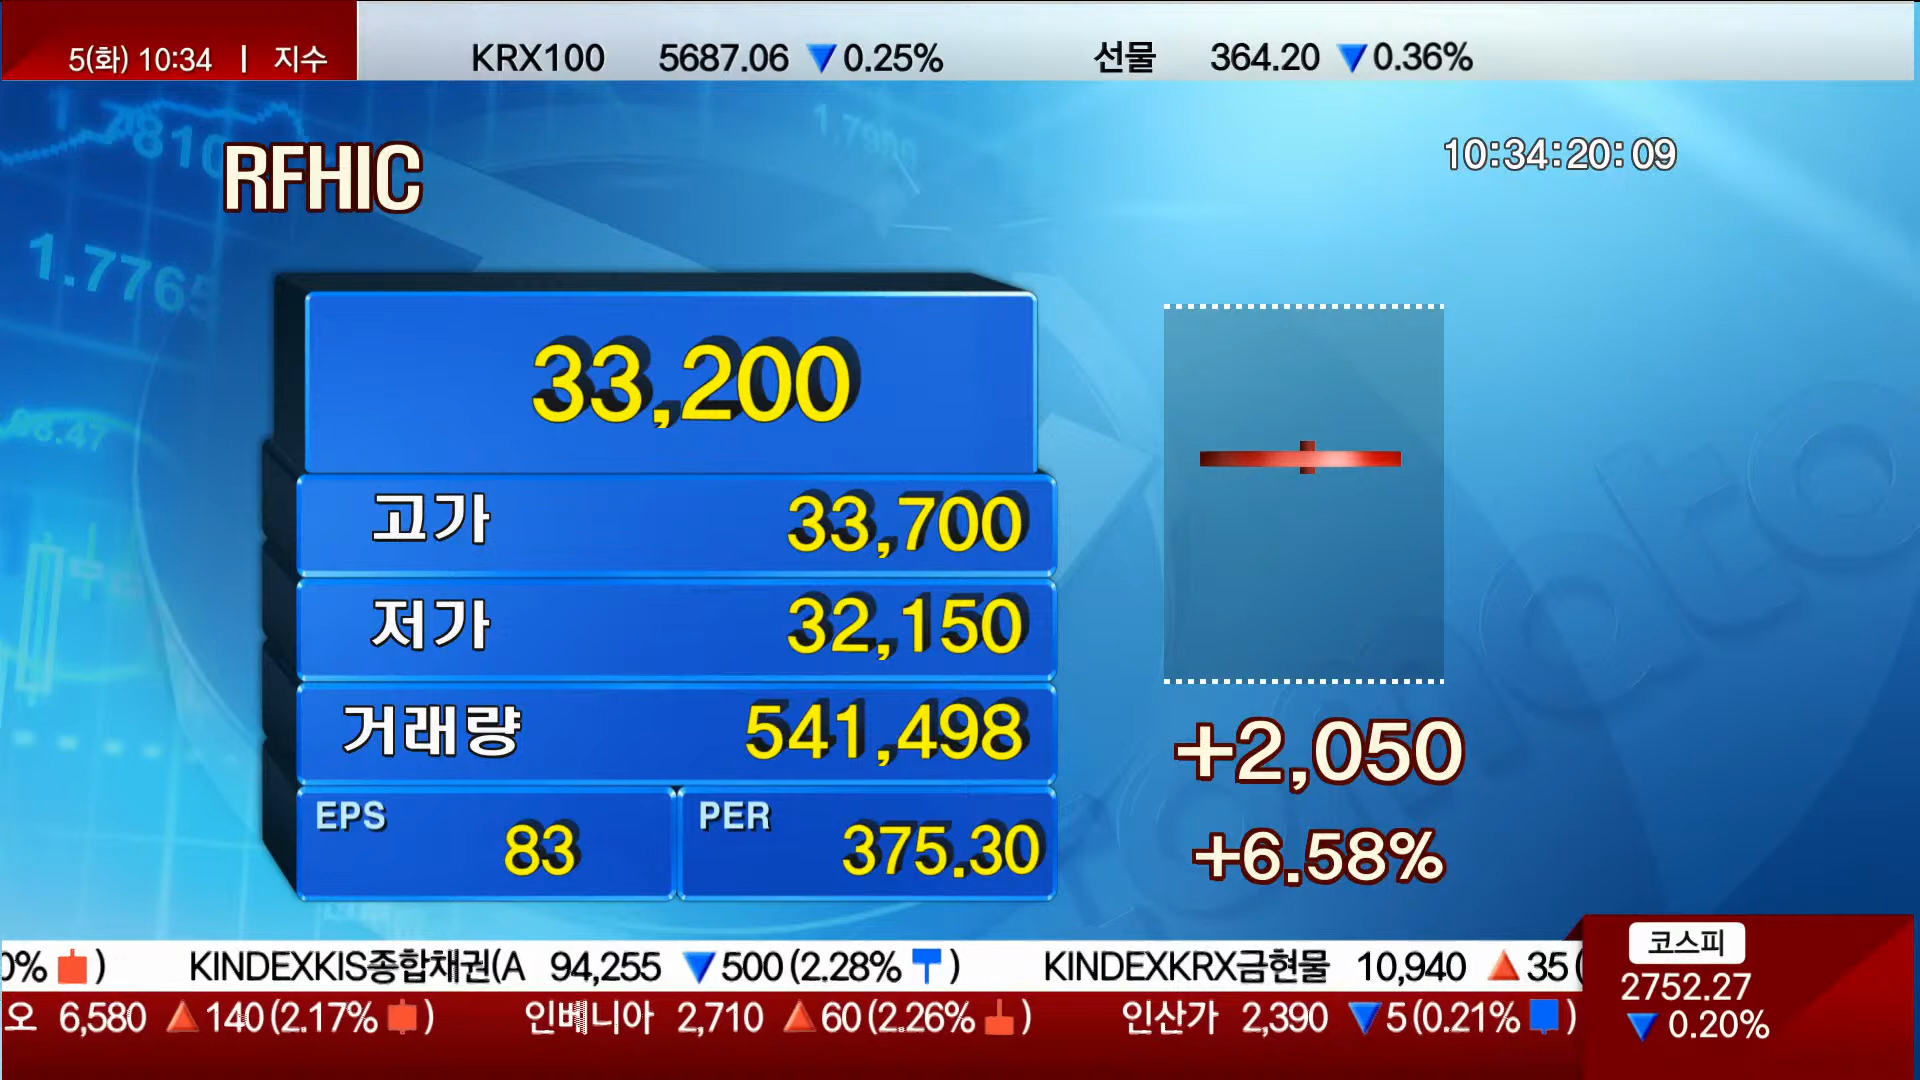 5(화) 10:34 | 지수 KRX100 5687.06 ▼0.25% 선물 364.20 ▼0.36%
RFHIC
10:34:20:09
33,200
고가 33,700
저가 32,150
거래량 541,498
EPS 83 PER 375.30
+2,050
+6.58%
0% ) KINDEXKIS종합채권(A 94,255 ▼500(2.28% ) KINDEXKRX금현물 10,940 ▲35(
오 6,580 ▲140(2.17% ) 인베니아 2,710 ▲60(2.26% ) 인산가 2,390 ▼5(0.21% )
코스피
2752.27
▼0.20%